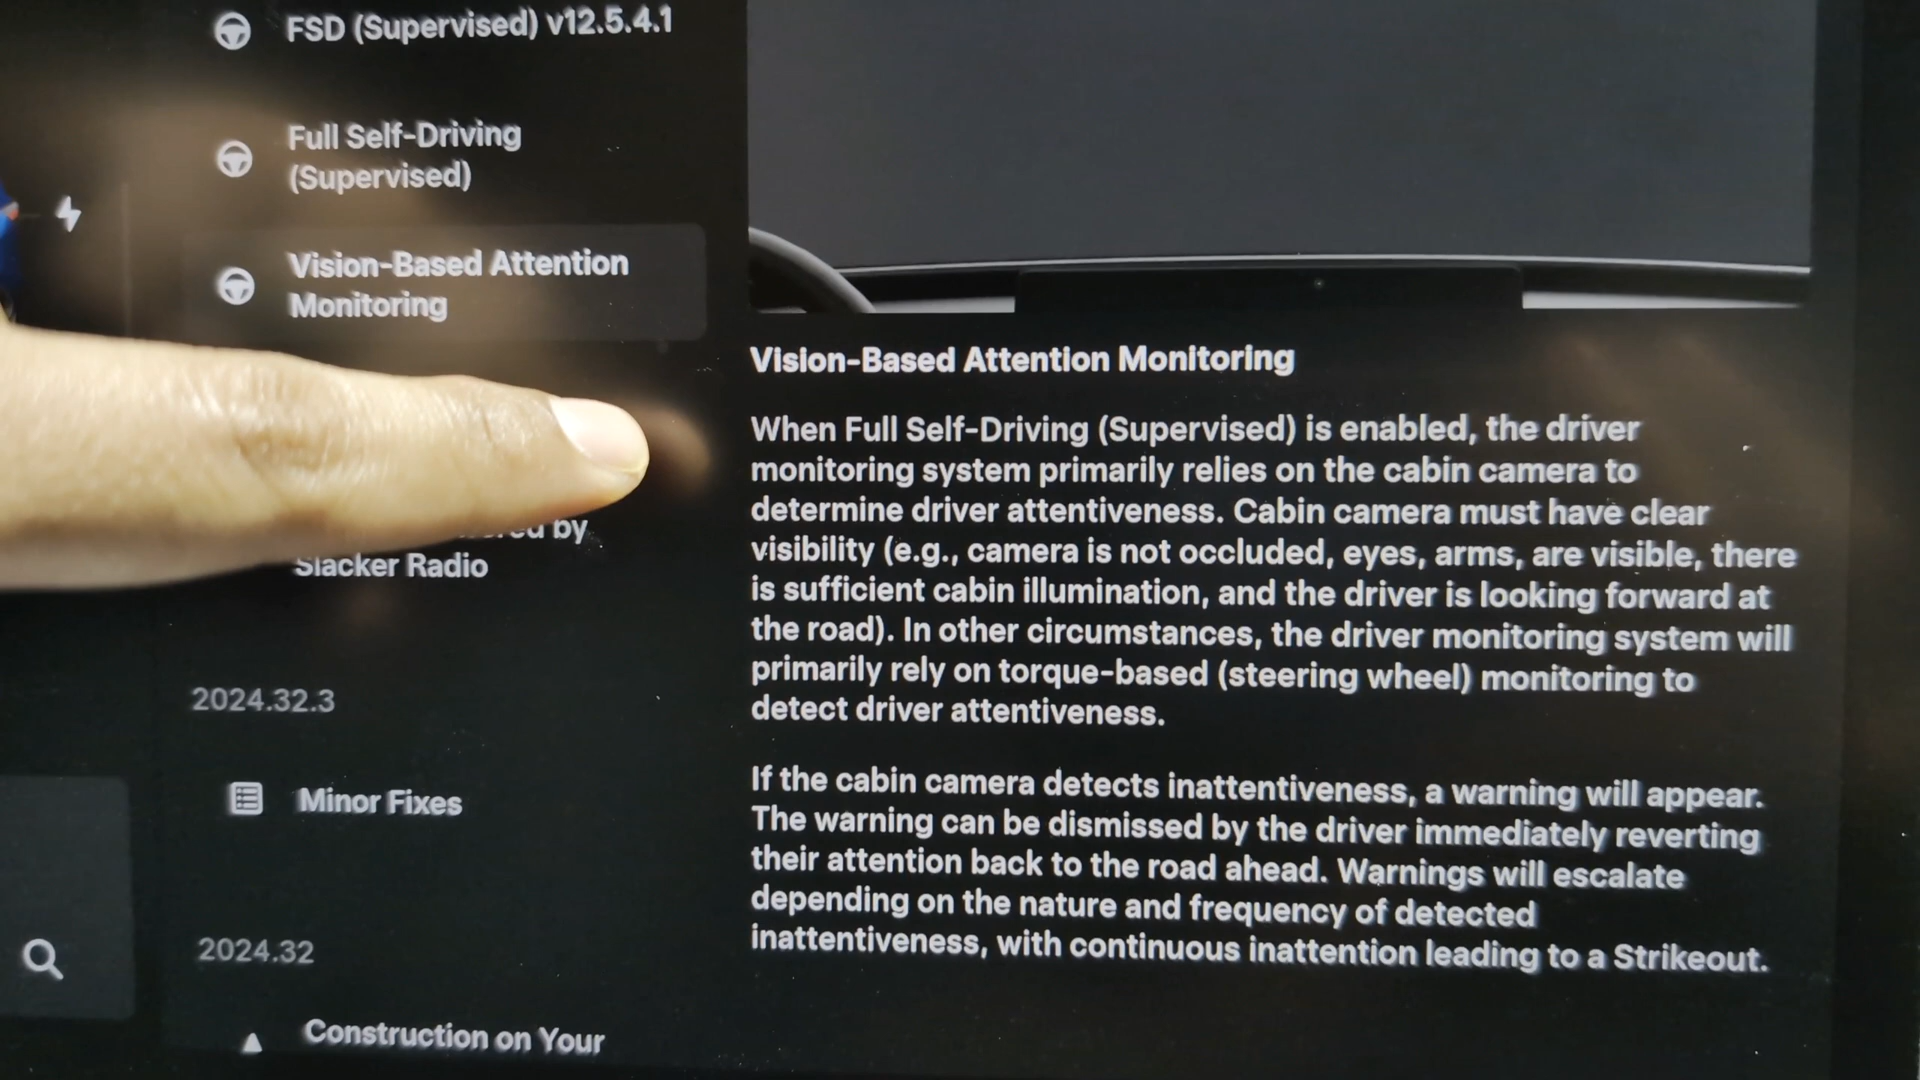 FSD (Supervised) v12.5.4.1
Full Self-Driving
(Supervised)
Vision-Based Attention
Monitoring
by
Slacker Radio
2024.32.3
Minor Fixes
2024.32
Construction on Your
Vision-Based Attention Monitoring
When Full Self-Driving (Supervised) is enabled, the driver
monitoring system primarily relies on the cabin camera to
determine driver attentiveness. Cabin camera must have clear
visibility (e.g., camera is not occluded, eyes, arms, are visible, there
is sufficient cabin illumination, and the driver is looking forward at
the road). In other circumstances, the driver monitoring system will
primarily rely on torque-based (steering wheel) monitoring to
detect driver attentiveness.
If the cabin camera detects inattentiveness, a warning will appear.
The warning can be dismissed by the driver immediately reverting
their attention back to the road ahead. Warnings will escalate
depending on the nature and frequency of detected
inattentiveness, with continuous inattention leading to a Strikeout.